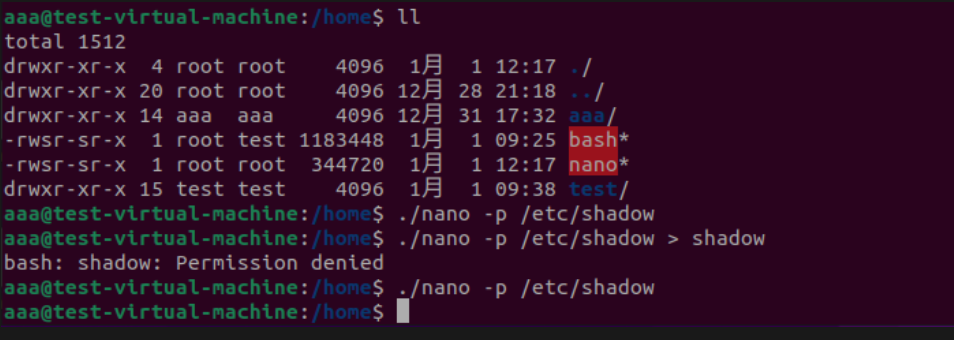 aaa@test-virtual-machine:/home$ ll
total 1512
drwxr-xr-x  4 root root    4096  1月  1 12:17 ./
drwxr-xr-x 20 root root    4096 12月 28 21:18 ../
drwxr-xr-x 14 aaa  aaa     4096 12月 31 17:32 aaa/
-rwsr-sr-x  1 root test 1183448  1月  1 09:25 bash*
-rwsr-sr-x  1 root root  344720  1月  1 12:17 nano*
drwxr-xr-x 15 test test    4096  1月  1 09:38 test/
aaa@test-virtual-machine:/home$ ./nano -p /etc/shadow
aaa@test-virtual-machine:/home$ ./nano -p /etc/shadow > shadow
bash: shadow: Permission denied
aaa@test-virtual-machine:/home$ ./nano -p /etc/shadow
aaa@test-virtual-machine:/home$